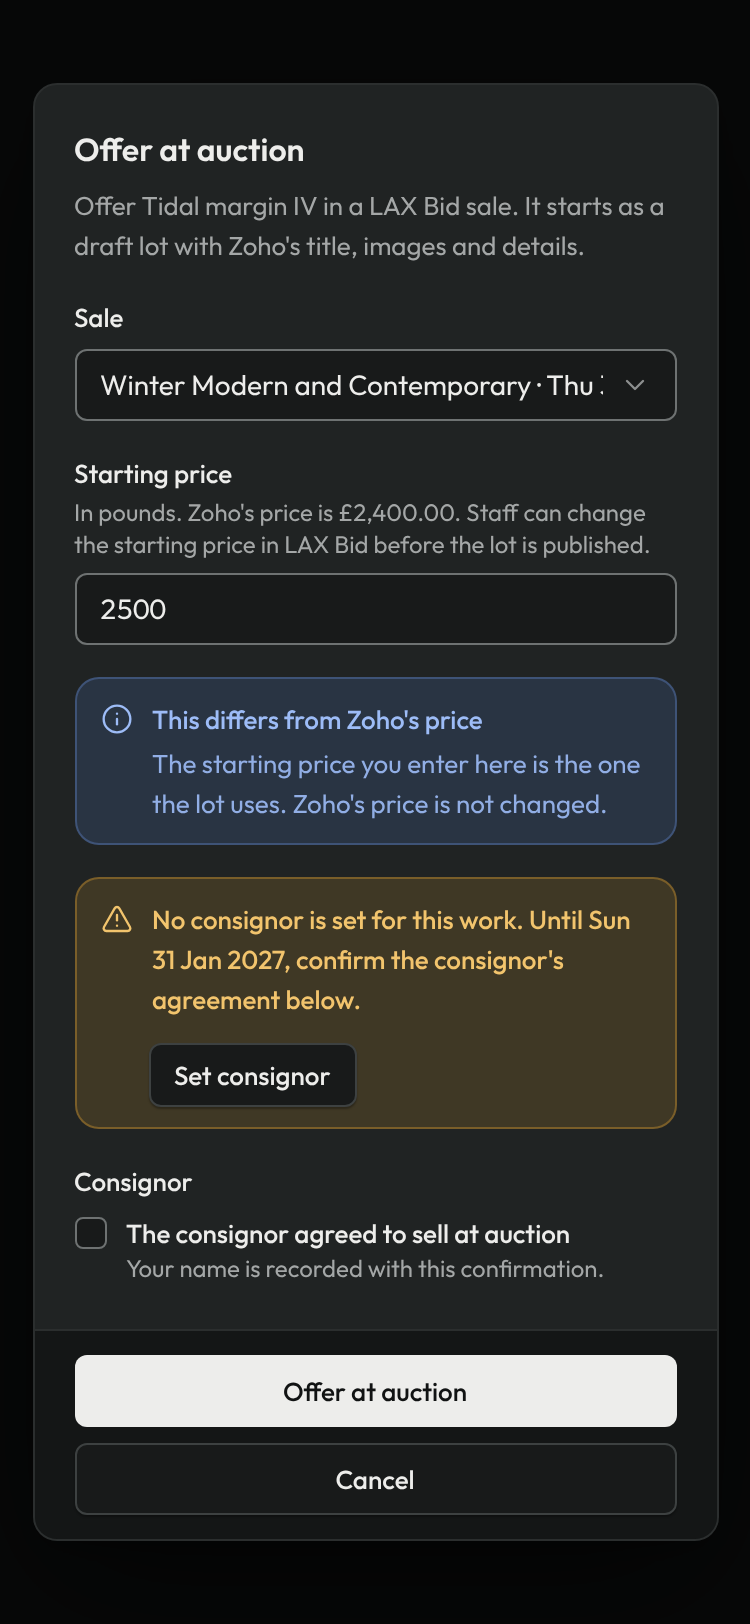 Offer at auction
Offer Tidal margin IV in a LAX Bid sale. It starts as a
draft lot with Zoho's title, images and details.
Sale
Winter Modern and Contemporary · Thu
Starting price
In pounds. Zoho's price is £2,400.00. Staff can change
the starting price in LAX Bid before the lot is published.
2500
This differs from Zoho's price
The starting price you enter here is the one
the lot uses. Zoho's price is not changed.
No consignor is set for this work. Until Sun
31 Jan 2027, confirm the consignor's
agreement below.
Set consignor
Consignor
The consignor agreed to sell at auction
Your name is recorded with this confirmation.
Offer at auction
Cancel